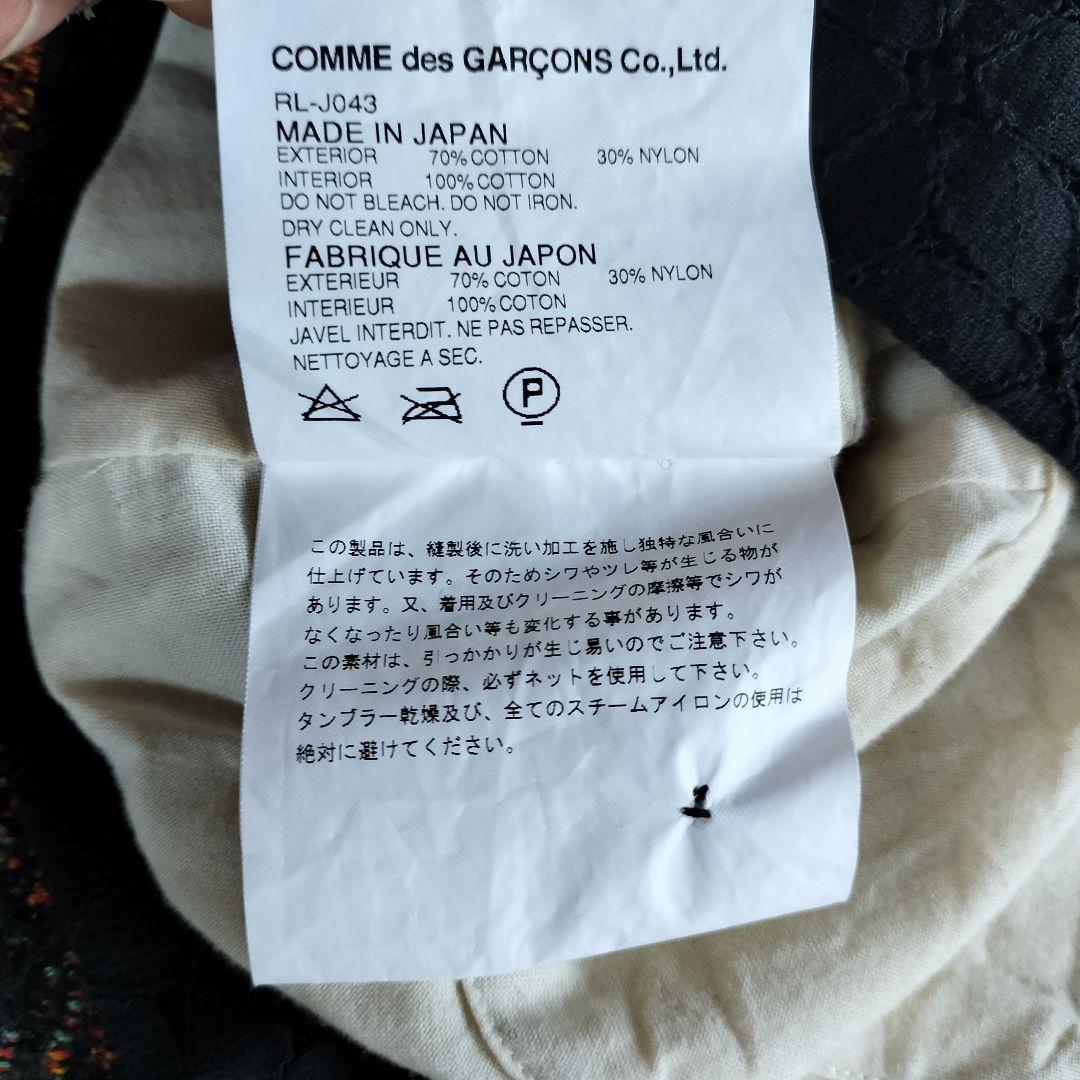 COMME des GARÇONS Co.,Ltd.
RL-J043
MADE IN JAPAN
EXTERIOR 70% COTTON 30% NYLON
INTERIOR 100% COTTON
DO NOT BLEACH. DO NOT IRON.
DRY CLEAN ONLY.
FABRIQUE AU JAPON
EXTERIEUR 70% COTON 30% NYLON
INTERIEUR 100% COTON
JAVEL INTERDIT. NE PAS REPASSER.
NETTOYAGE A SEC.
P
この製品は、縫製後に洗い加工を施し独特な風合いに
仕上げています。そのためシワやツレ等が生じる物が
あります。又、着用及びクリーニングの摩擦等でシワが
なくなったり風合い等も変化する事があります。
この素材は、引っかかりが生じ易いのでご注意下さい。
クリーニングの際、必ずネットを使用して下さい。
タンブラー乾燥及び、全てのスチームアイロンの使用は
絶対に避けてください。